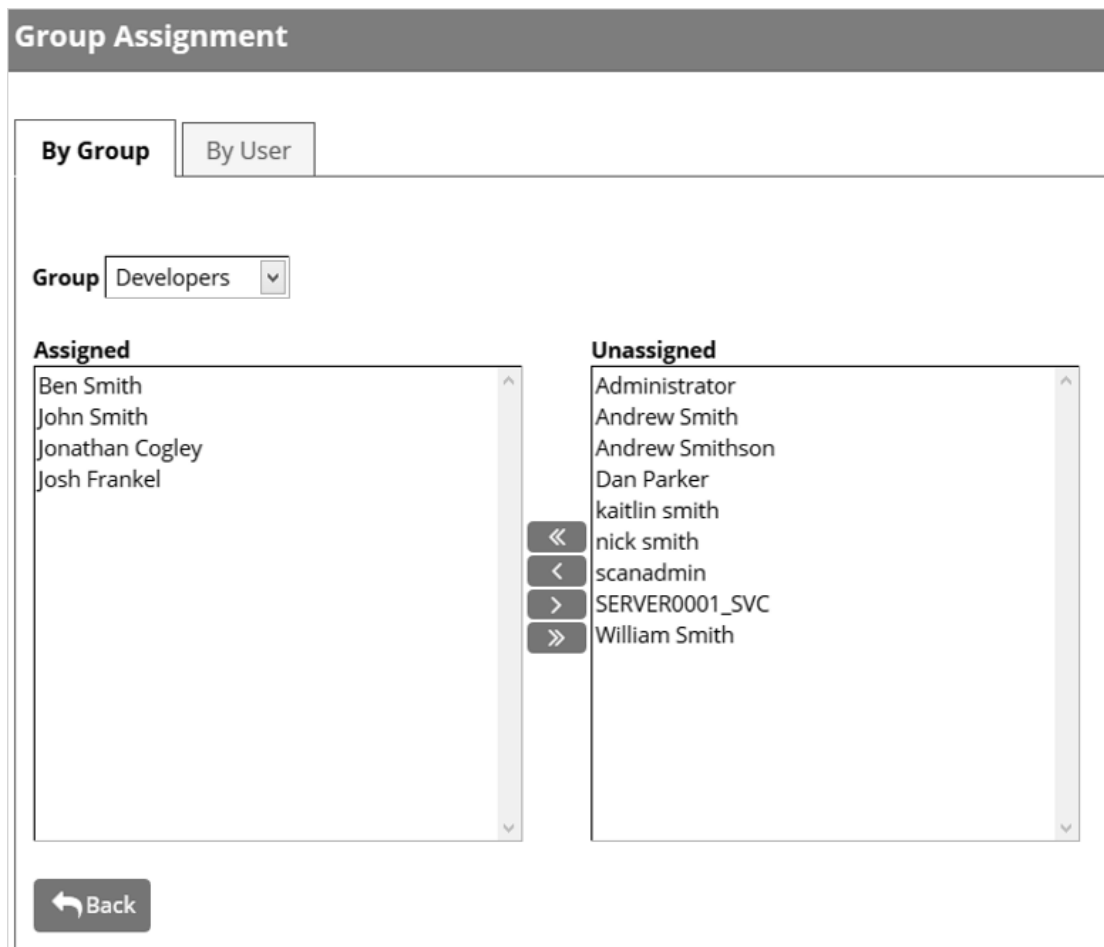 Group Assignment
By Group
By User
Group Developers
Assigned
Ben Smith
John Smith
Jonathan Cogley
Josh Frankel
Unassigned
Administrator
Andrew Smith
Andrew Smithson
Dan Parker
kaitlin smith
nick smith
scanadmin
SERVER0001_SVC
William Smith
Back